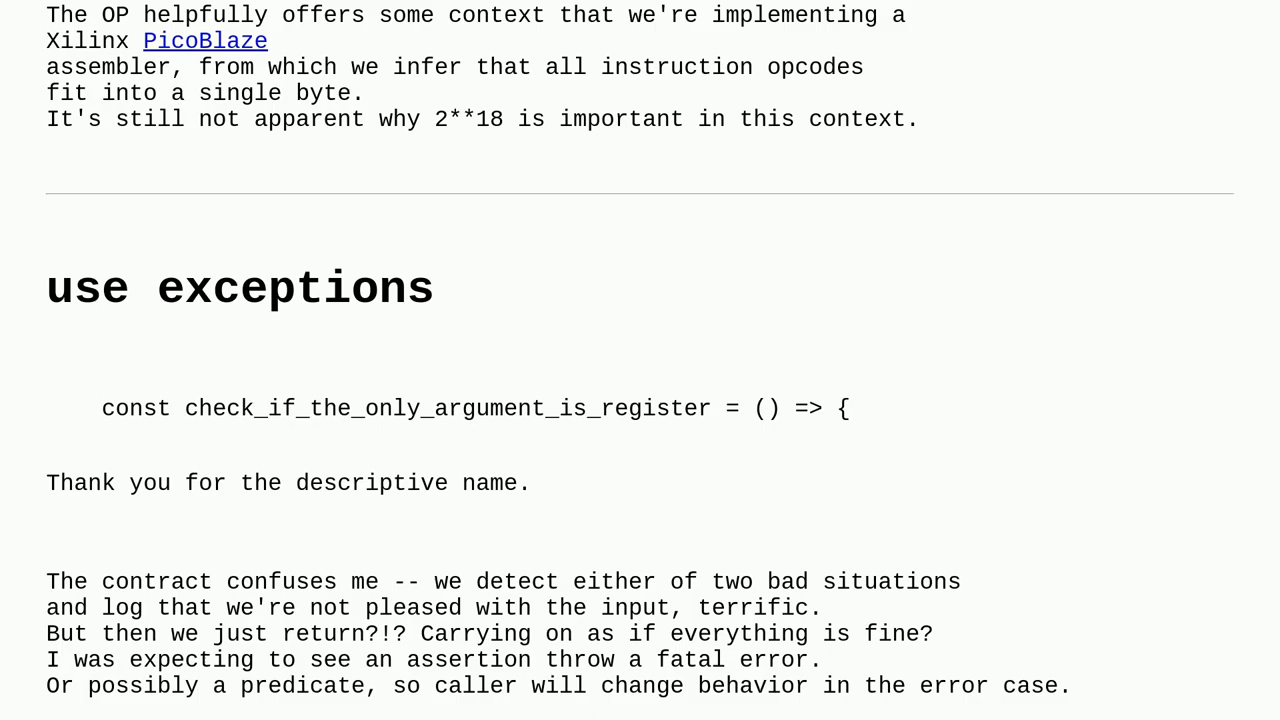 The OP helpfully offers some context that we're implementing a
Xilinx PicoBlaze
assembler, from which we infer that all instruction opcodes
fit into a single byte.
It's still not apparent why 2**18 is important in this context.
use exceptions
const check_if_the_only_argument_is_register = () => {
Thank you for the descriptive name.
The contract confuses me -- we detect either of two bad situations
and log that we're not pleased with the input, terrific.
But then we just return?!? Carrying on as if everything is fine?
I was expecting to see an assertion throw a fatal error.
Or possibly a predicate, so caller will change behavior in the error case.